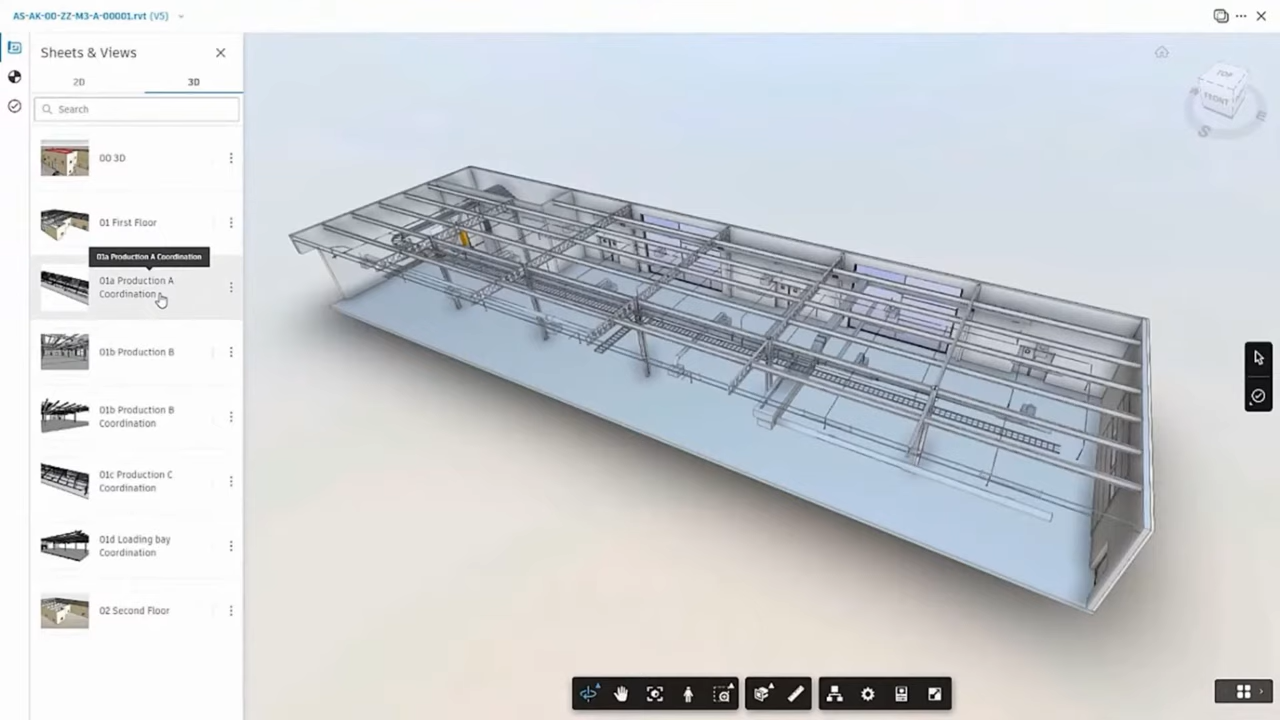 AS-AK-00-ZZ-M3-A-00001.rvt (V5)
Sheets & Views
2D 3D
Search
00 3D
01 First Floor
01a Production A Coordination
01a Production A
Coordination
01b Production B
01b Production B
Coordination
01c Production C
Coordination
01d Loading bay
Coordination
02 Second Floor
TOP
FRONT
S
E